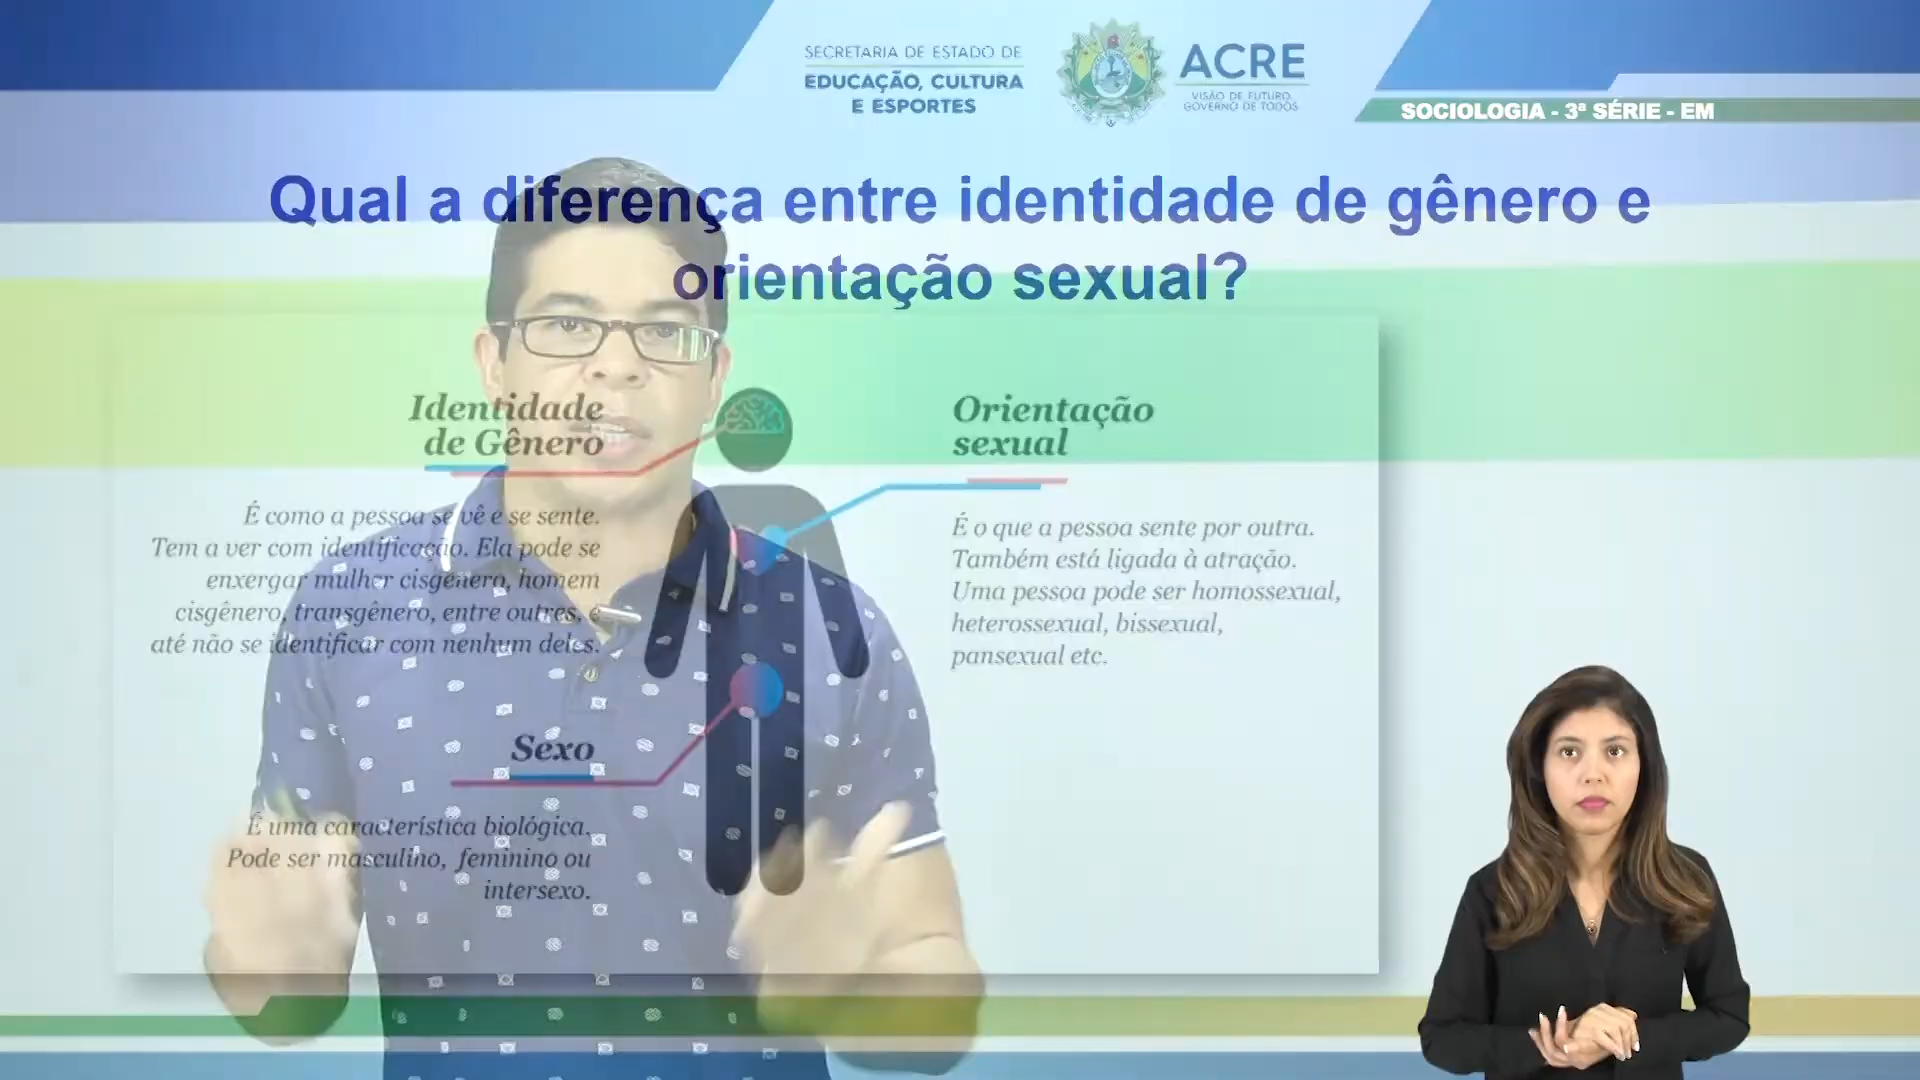 SECRETARIA DE ESTADO DE
EDUCAÇÃO, CULTURA
E ESPORTES
ACRE
VISÃO DE FUTURO,
GOVERNO DE TODOS
SOCIOLOGIA - 3ª SÉRIE - EM
Qual a diferença entre identidade de gênero e
orientação sexual?
Identidade
de Gênero
É como a pessoa se vê e se sente.
Tem a ver com identificação. Ela pode se
enxergar mulher cisgênero, homem
cisgênero, transgênero, entre outres, e
até não se identificar com nenhum deles.
Orientação
sexual
É o que a pessoa sente por outra.
Também está ligada à atração.
Uma pessoa pode ser homossexual,
heterossexual, bissexual,
pansexual etc.
Sexo
É uma característica biológica.
Pode ser masculino, feminino ou
intersexo.